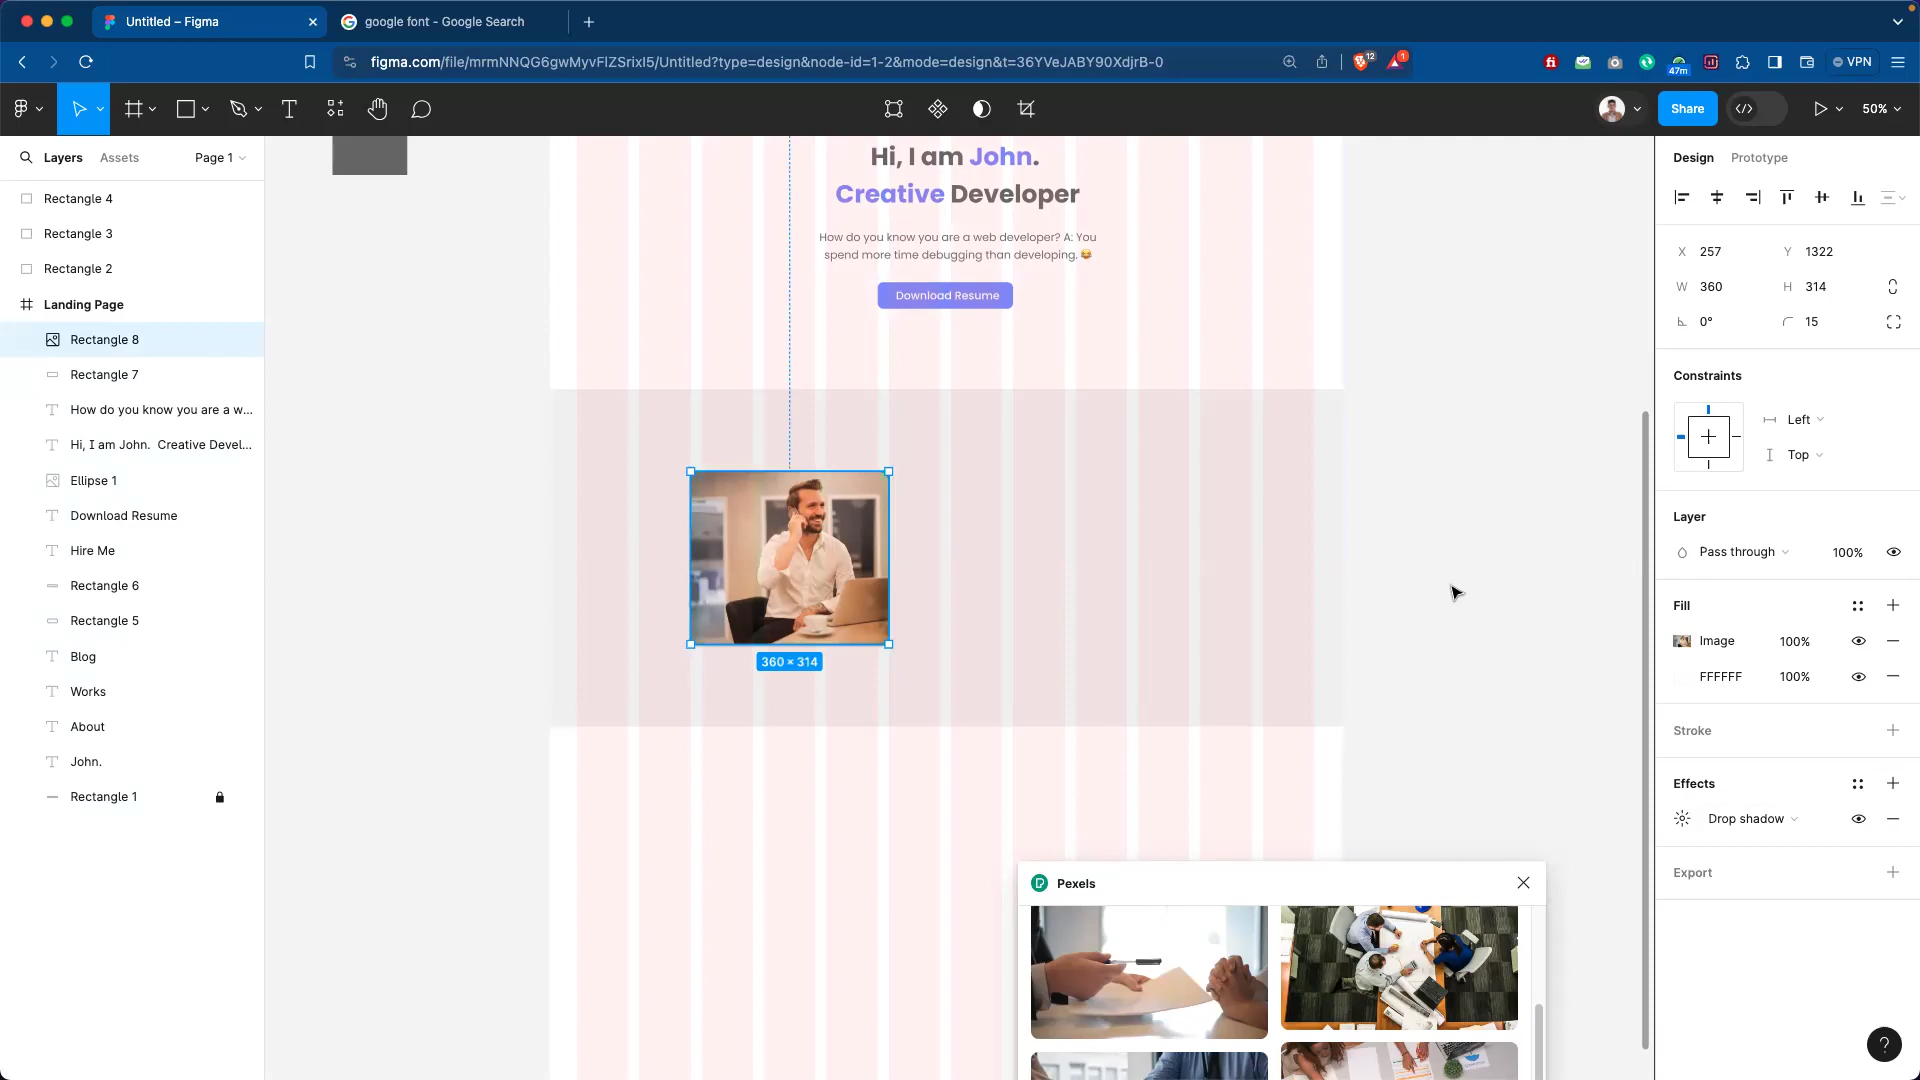 Untitled – Figma
google font - Google Search
figma.com/file/mrmNNQG6gwMyvFlZSrixI5/Untitled?type=design&node-id=1-2&mode=design&t=36YVeJABY90XdjrB-0
12
1
47m
VPN
Share
50%
Layers
Assets
Page 1
Rectangle 4
Rectangle 3
Rectangle 2
Landing Page
Rectangle 8
Rectangle 7
How do you know you are a w...
Hi, I am John. Creative Devel...
Ellipse 1
Download Resume
Hire Me
Rectangle 6
Rectangle 5
Blog
Works
About
John.
Rectangle 1
Hi, I am John.
Creative Developer
How do you know you are a web developer? A: You
spend more time debugging than developing. 😂
Download Resume
360 × 314
Pexels
Design
Prototype
X 257
Y 1322
W 360
H 314
0°
15
Constraints
Left
Top
Layer
Pass through
100%
Fill
Image
100%
FFFFFF
100%
Stroke
Effects
Drop shadow
Export
?